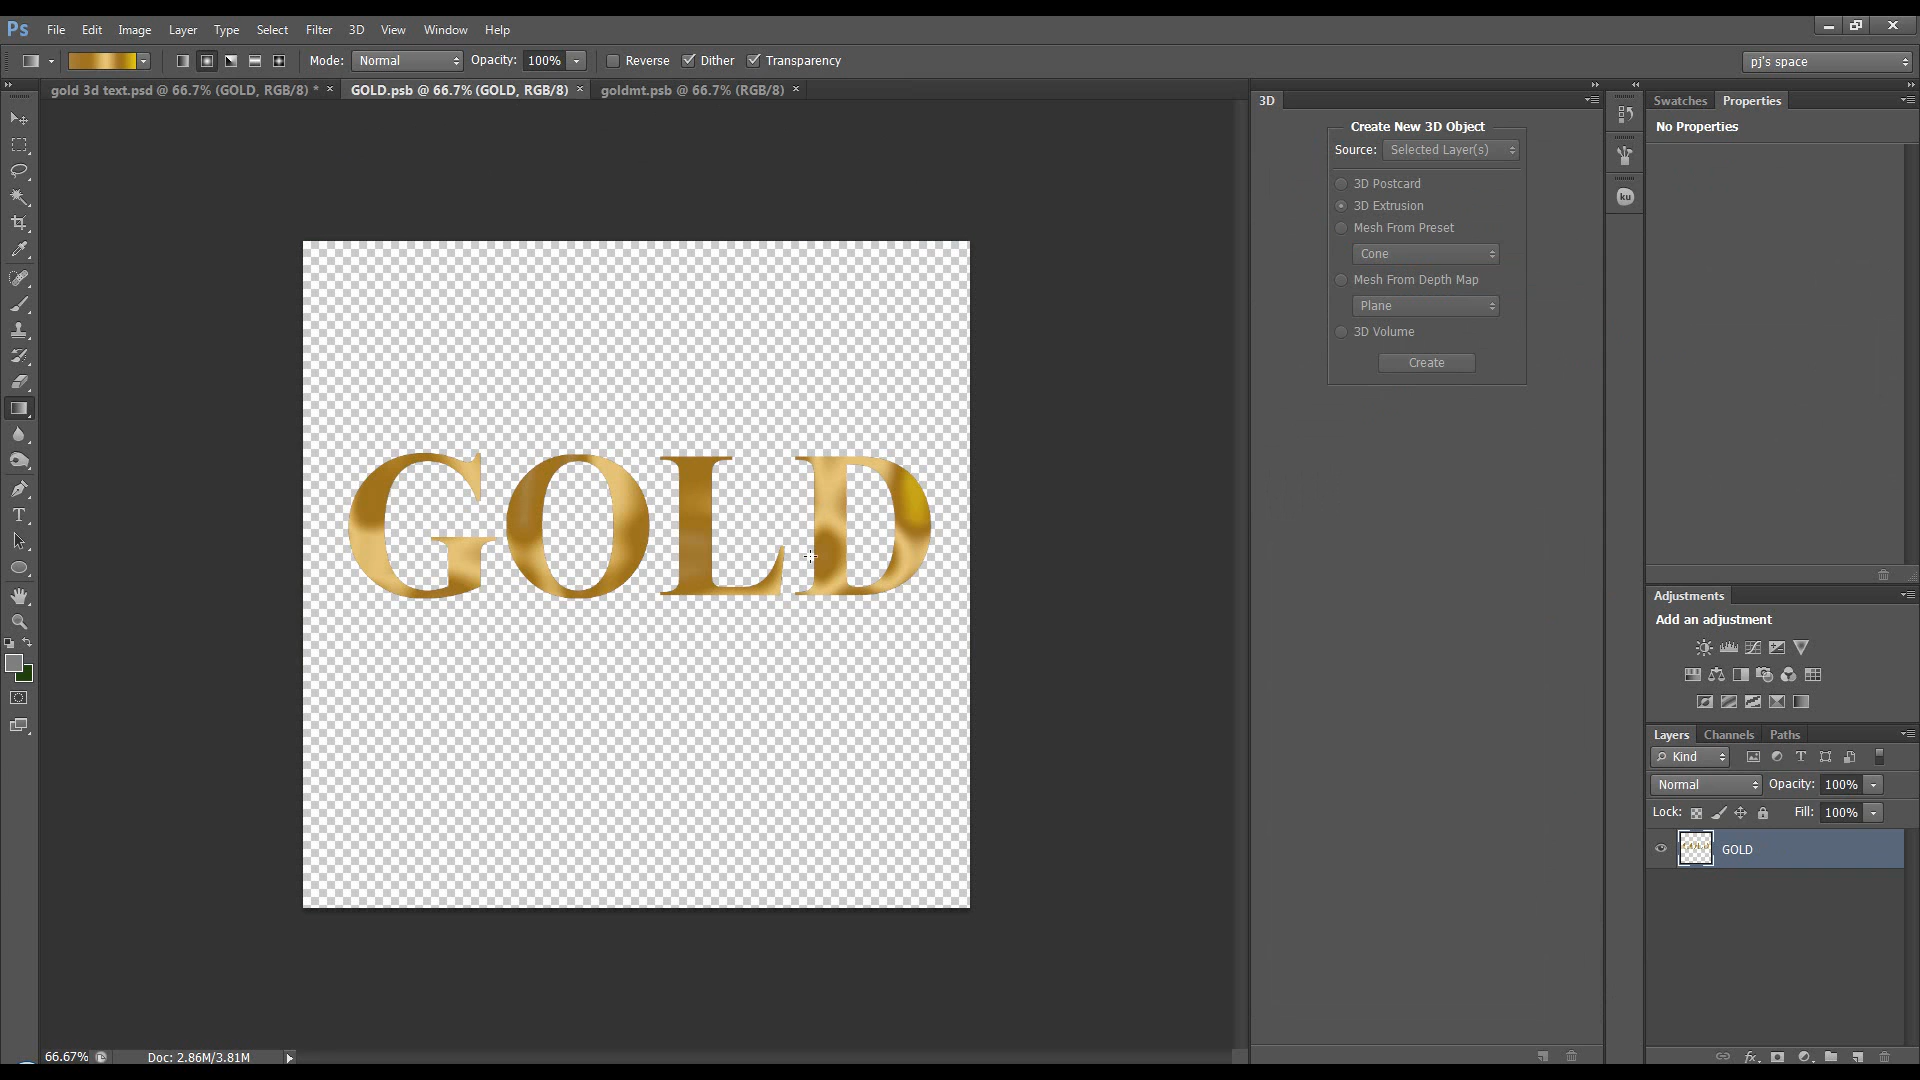 Ps File Edit Image Layer Type Select Filter 3D View Window Help
Mode: Normal Opacity: 100% Reverse Dither Transparency pj's space
gold 3d text.psd @ 66.7% (GOLD, RGB/8) * × GOLD.psb @ 66.7% (GOLD, RGB/8) × goldmt.psb @ 66.7% (RGB/8) ×
3D
Create New 3D Object
Source: Selected Layer(s)
3D Postcard
3D Extrusion
Mesh From Preset
Cone
Mesh From Depth Map
Plane
3D Volume
Create
ku
Swatches Properties
No Properties
GOLD
T
Adjustments
Add an adjustment
Layers Channels Paths
Kind T
Normal Opacity: 100%
Lock: Fill: 100%
GOLD GOLD
fx
66.67% Doc: 2.86M/3.81M